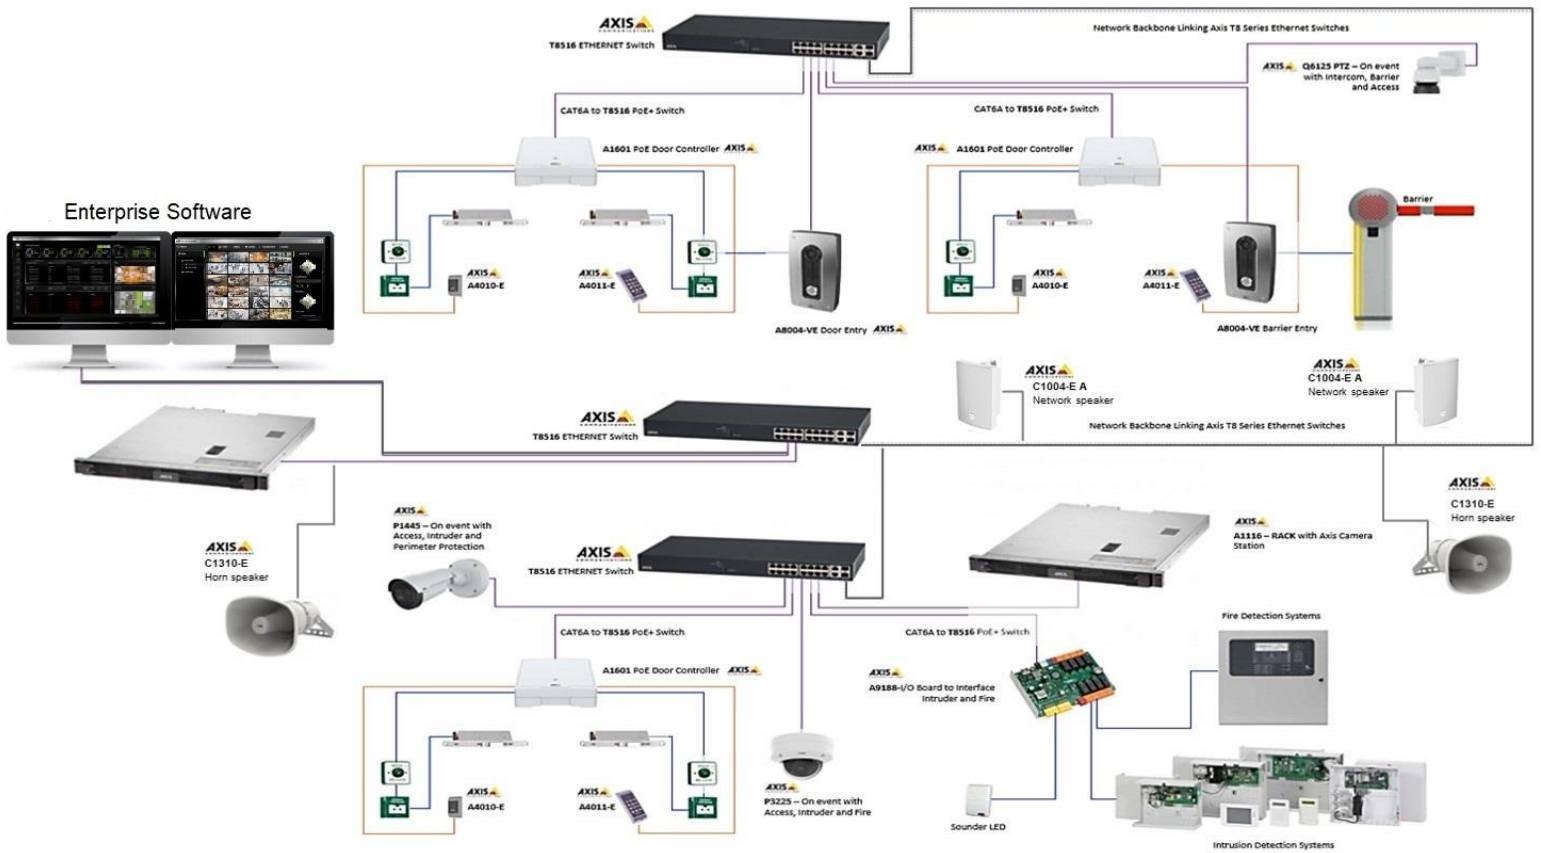 AXIS
COMMUNICATIONS
T8516 ETHERNET Switch
Network Backbone Linking Axis T8 Series Ethernet Switches
AXIS
Q6125 PTZ – On event
with Intercom, Barrier
and Access
CAT6A to T8516 PoE+ Switch
CAT6A to T8516 PoE+ Switch
A1601 PoE Door Controller AXIS
AXIS A1601 PoE Door Controller
Enterprise Software
Barrier
AXIS
A4010-E
AXIS
A4011-E
AXIS
A4010-E
AXIS
A4011-E
A8004-VE Door Entry AXIS
A8004-VE Barrier Entry
AXIS
COMMUNICATIONS
C1004-E A
Network speaker
AXIS
COMMUNICATIONS
C1004-E A
Network speaker
AXIS
COMMUNICATIONS
T8516 ETHERNET Switch
Network Backbone Linking Axis T8 Series Ethernet Switches
AXIS
COMMUNICATIONS
C1310-E
Horn speaker
AXIS
P1445 – On event with
Access, Intruder and
Perimeter Protection
AXIS
COMMUNICATIONS
T8516 ETHERNET Switch
AXIS
A1116 – RACK with Axis Camera
Station
AXIS
COMMUNICATIONS
C1310-E
Horn speaker
CAT6A to T8516 PoE+ Switch
CAT6A to T8516 PoE+ Switch
Fire Detection Systems
A1601 PoE Door Controller AXIS
AXIS
A9188-I/O Board to Interface
Intruder and Fire
AXIS
A4010-E
AXIS
A4011-E
AXIS
P3225 – On event with
Access, Intruder and Fire
Sounder LED
Intrusion Detection Systems